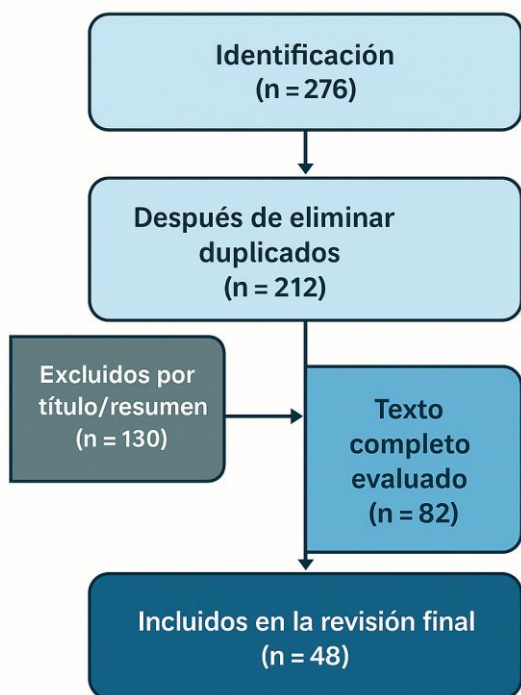 Identificación
(n = 276)
Después de eliminar
duplicados
(n = 212)
Excluidos por
título/resumen
(n = 130)
Texto
completo
evaluado
(n = 82)
Incluidos en la revisión final
(n = 48)